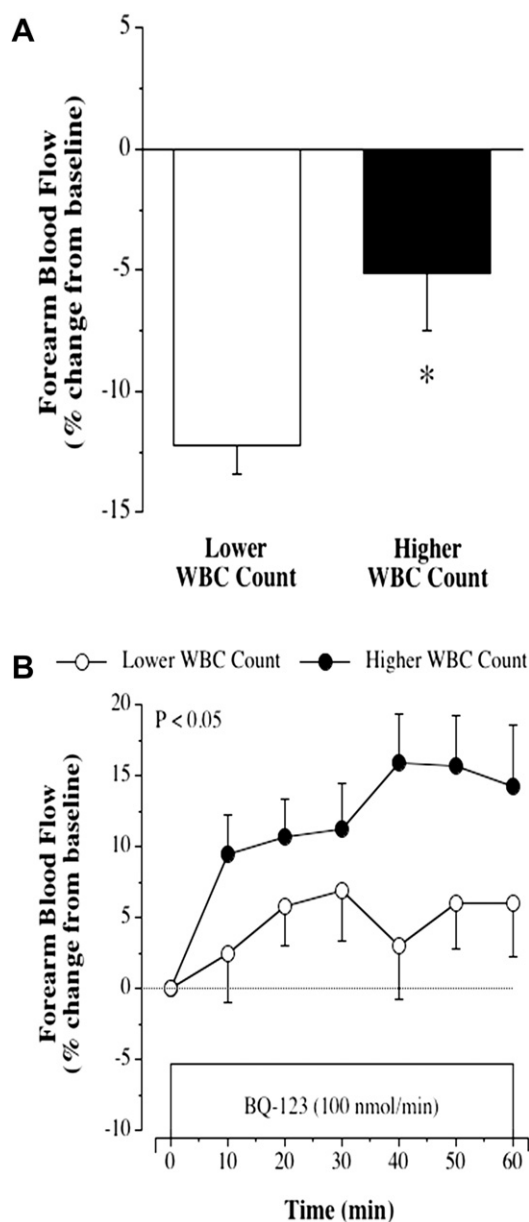 A
Forearm Blood Flow
(% change from baseline)
5
0
-5
-10
-15
*
Lower
WBC Count
Higher
WBC Count
Lower WBC Count
Higher WBC Count
B
P < 0.05
Forearm Blood Flow
(% change from baseline)
20
15
10
5
0
-5
-10
BQ-123 (100 nmol/min)
0 10 20 30 40 50 60
Time (min)